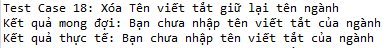 Test Case 18: Xóa Tên viết tắt giữ lại tên ngành
Kết quả mong đợi: Bạn chưa nhập tên viết tắt của ngành
Kết quả thực tế: Bạn chưa nhập tên viết tắt của ngành